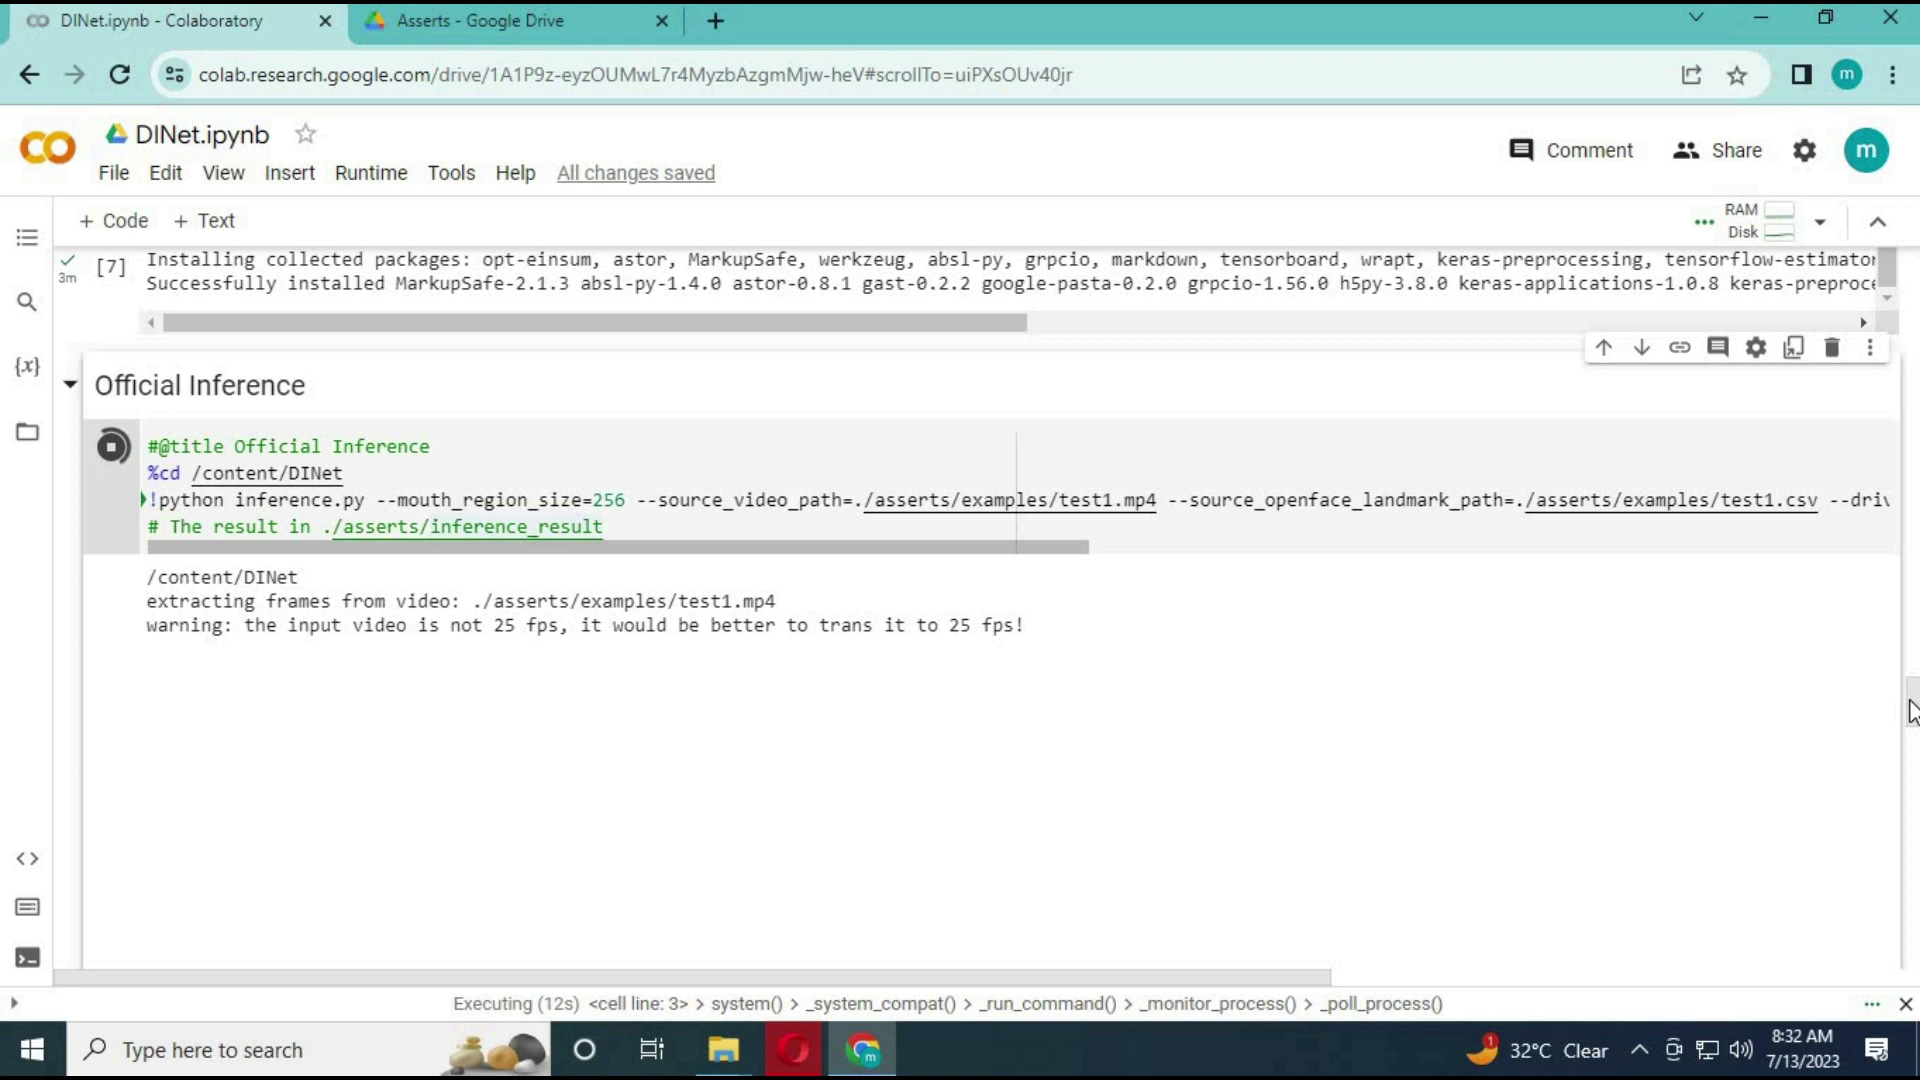 DINet.ipynb - Colaboratory
Asserts - Google Drive
colab.research.google.com/drive/1A1P9z-eyzOUMwL7r4MyzbAzgmMjw-heV#scrollTo=uiPXsOUv40jr
m
DINet.ipynb
Comment
Share
m
File Edit View Insert Runtime Tools Help All changes saved
+ Code + Text
RAM
Disk
3m
[7]
Installing collected packages: opt-einsum, astor, MarkupSafe, werkzeug, absl-py, grpcio, markdown, tensorboard, wrapt, keras-preprocessing, tensorflow-estimator
Successfully installed MarkupSafe-2.1.3 absl-py-1.4.0 astor-0.8.1 gast-0.2.2 google-pasta-0.2.0 grpcio-1.56.0 h5py-3.8.0 keras-applications-1.0.8 keras-preproce
{x}
Official Inference
#@title Official Inference
%cd /content/DINet
!python inference.py --mouth_region_size=256 --source_video_path=./asserts/examples/test1.mp4 --source_openface_landmark_path=./asserts/examples/test1.csv --driv
# The result in ./asserts/inference_result
/content/DINet
extracting frames from video: ./asserts/examples/test1.mp4
warning: the input video is not 25 fps, it would be better to trans it to 25 fps!
Executing (12s) <cell line: 3> > system() > _system_compat() > _run_command() > _monitor_process() > _poll_process()
Type here to search
m
1
32°C Clear
8:32 AM
7/13/2023